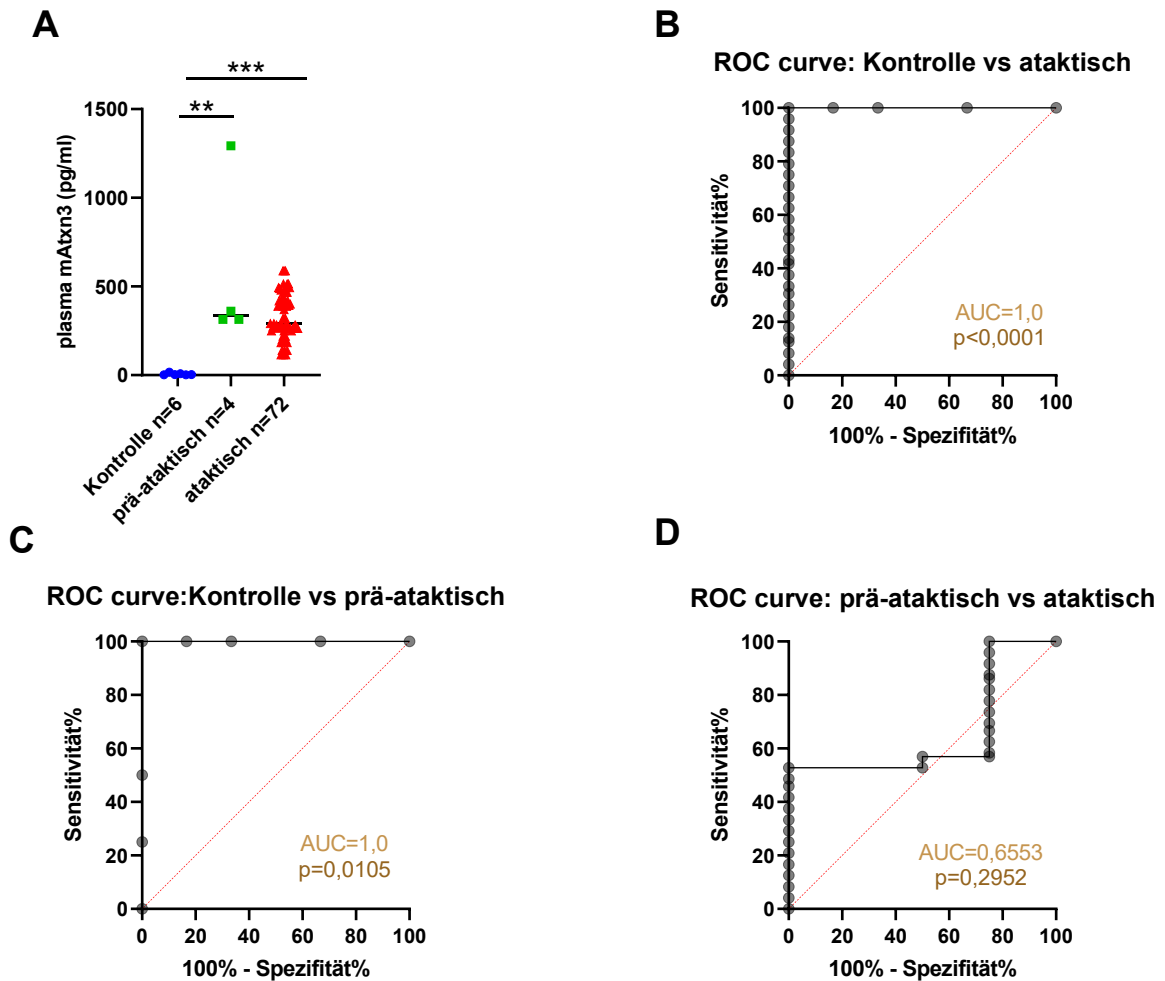 A
***
**
1500
1000
500
0
plasma mAtxn3 (pg/ml)
Kontrolle n=6
prä-ataktisch n=4
ataktisch n=72
B
ROC curve: Kontrolle vs ataktisch
100
80
60
40
20
0
Sensitivität%
AUC=1,0
p<0,0001
0 20 40 60 80 100
100% - Spezifität%
C
ROC curve:Kontrolle vs prä-ataktisch
100
80
60
40
20
0
Sensitivität%
AUC=1,0
p=0,0105
0 20 40 60 80 100
100% - Spezifität%
D
ROC curve: prä-ataktisch vs ataktisch
100
80
60
40
20
0
Sensitivität%
AUC=0,6553
p=0,2952
0 20 40 60 80 100
100% - Spezifität%